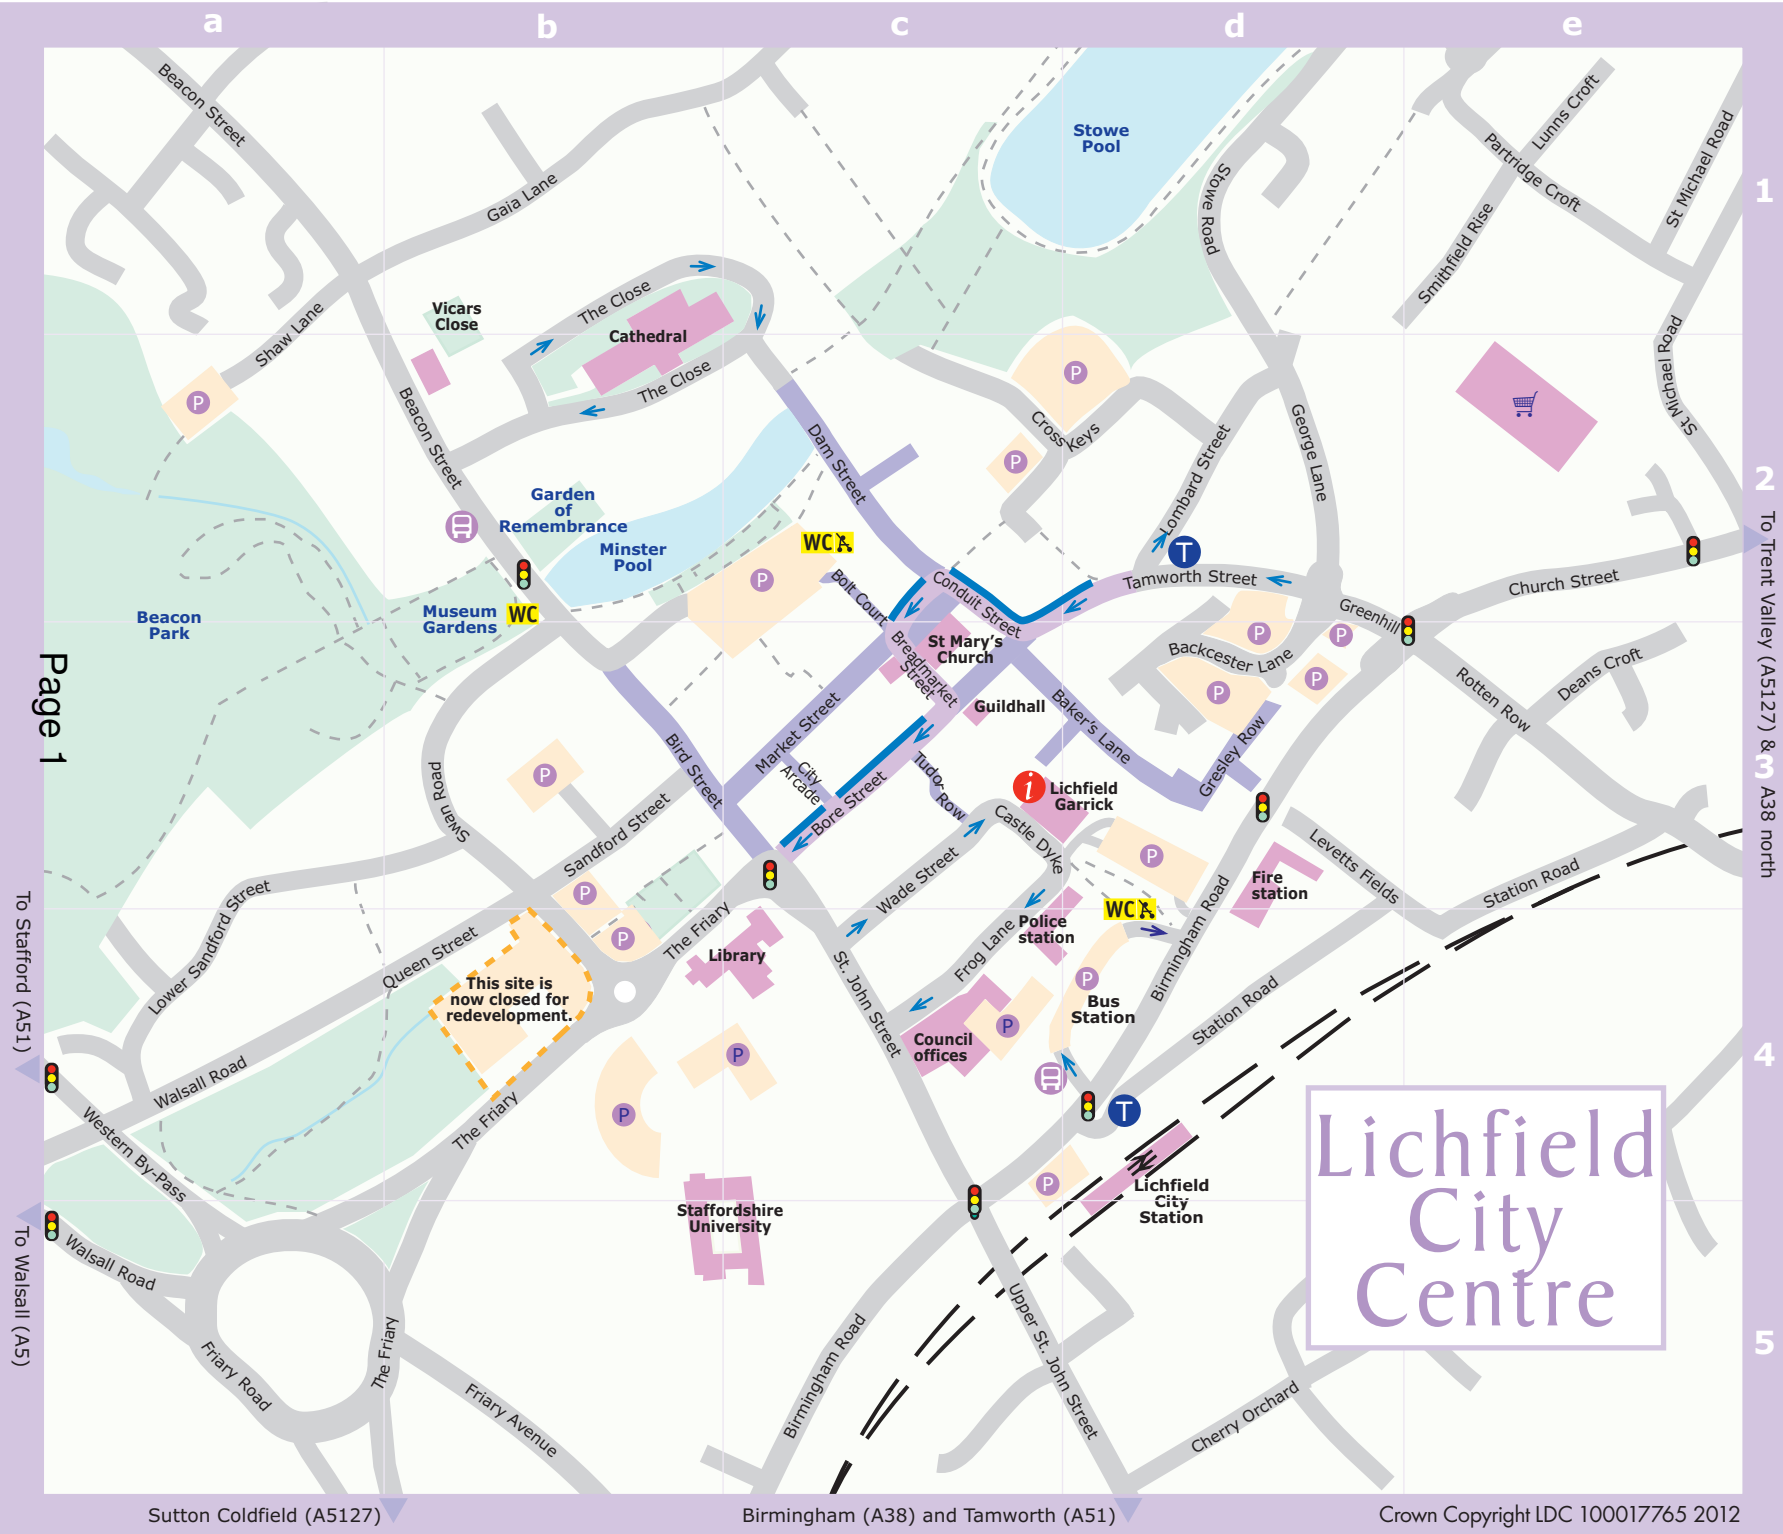 a
b
c
d
e
1
2
3
4
5
Beacon Street
Gaia Lane
Stowe
Pool
Stowe Road
Lunns Croft
Partridge Croft
St Michael Road
Smithfield Rise
Shaw Lane
Vicars
Close
The Close
Cathedral
The Close
P
P
St Michael Road
Beacon Street
Dam Street
Cross Keys
P
Lombard Street
George Lane
Garden
of
Remembrance
Minster
Pool
WC
P
T
Tamworth Street
Church Street
To Trent Valley (A5127) & A38 north
Beacon
Park
Museum
Gardens
WC
Bolt Court
Conduit Street
Greenhill
St Mary's
Church
Breadmarket
Street
Backcester Lane
P
P
P
P
Rotten Row
Deans Croft
Page 1
Guildhall
Market Street
Baker's Lane
Gresley Row
Bird Street
City
Arcade
Bore Street
Tudor Row
P
Swan Road
Lichfield
Garrick
i
Castle Dyke
Sandford Street
Wade Street
P
Levetts Fields
Station Road
Fire
station
Lower Sandford Street
P
P
The Friary
Library
WC
Police
station
Frog Lane
Birmingham Road
Queen Street
This site is
now closed for
redevelopment.
St. John Street
P
Bus
Station
Station Road
Council
offices
P
P
P
To Stafford (A51)
Walsall Road
Western By-Pass
The Friary
T
Lichfield
City
Centre
P
Lichfield
City
Station
Staffordshire
University
To Walsall (A5)
Walsall Road
Friary Road
The Friary
Friary Avenue
Birmingham Road
Upper St. John Street
Cherry Orchard
Sutton Coldfield (A5127)
Birmingham (A38) and Tamworth (A51)
Crown Copyright LDC 100017765 2012